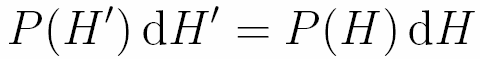 P(H′) dH′ = P(H) dH